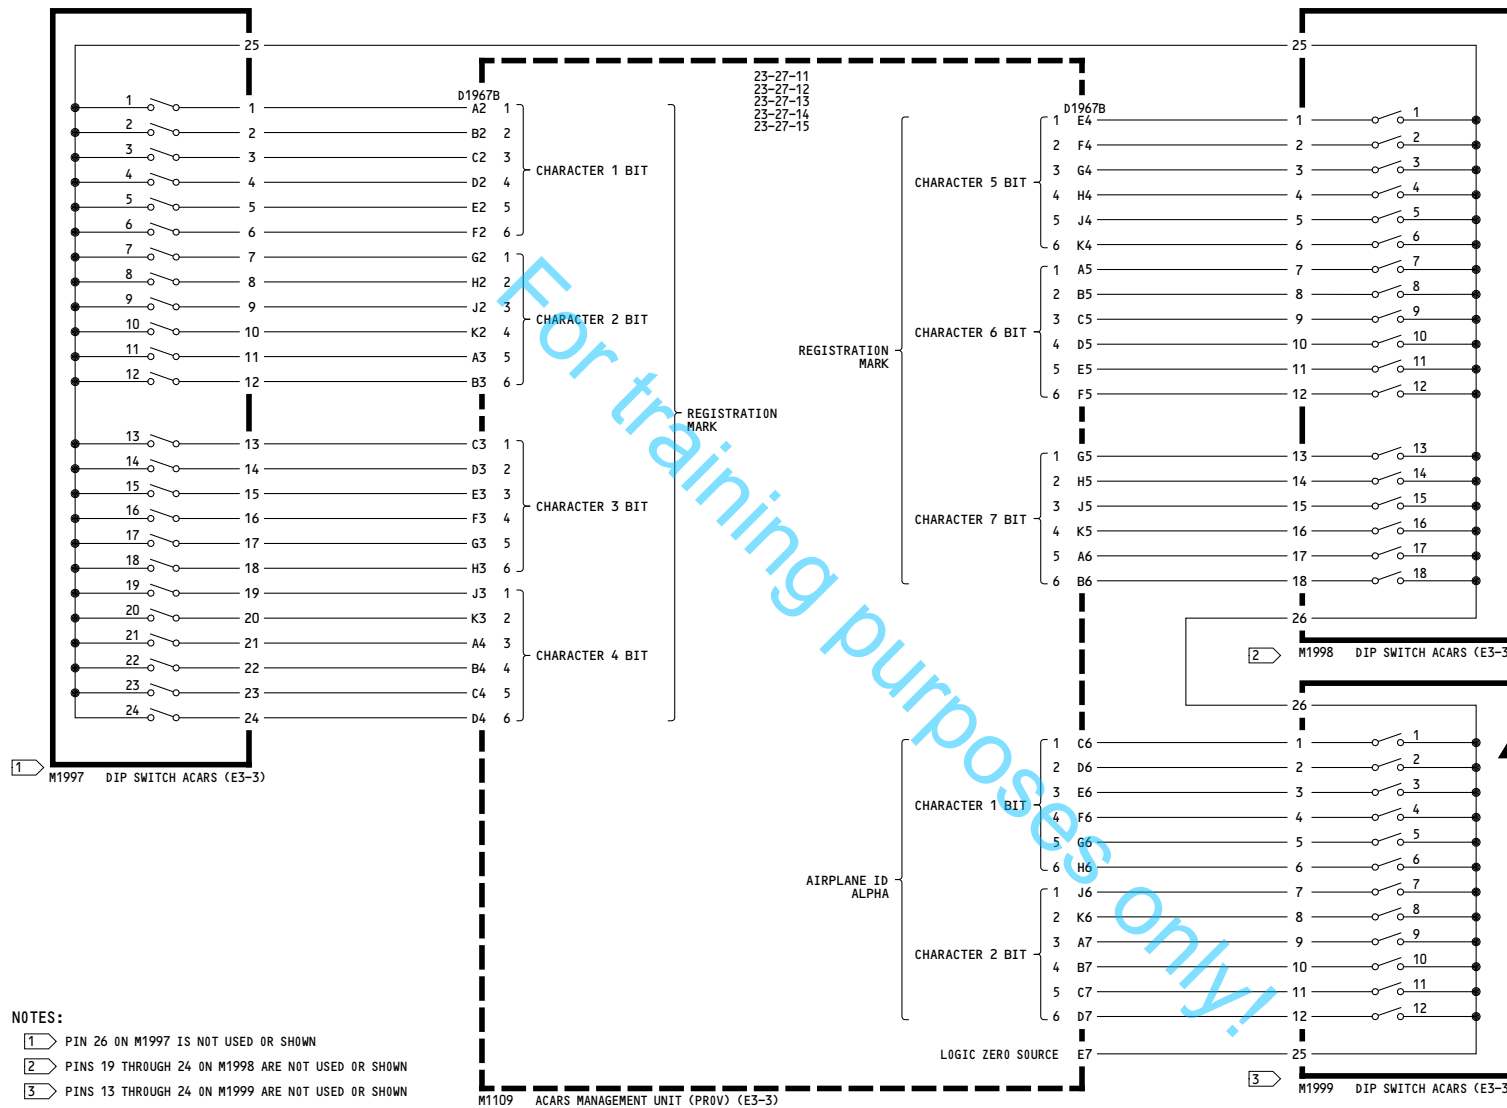 25 25
23-27-11
23-27-12
23-27-13
23-27-14
23-27-15
D1967B
1 1 A2 1
2 2 B2 2
3 3 C2 3
CHARACTER 1 BIT
4 4 D2 4
5 5 E2 5
6 6 F2 6
7 7 G2 1
8 8 H2 2
9 9 J2 3
CHARACTER 2 BIT
10 10 K2 4
11 11 A3 5
12 12 B3 6
REGISTRATION
MARK
13 13 C3 1
14 14 D3 2
15 15 E3 3
CHARACTER 3 BIT
16 16 F3 4
17 17 G3 5
18 18 H3 6
19 19 J3 1
20 20 K3 2
21 21 A4 3
CHARACTER 4 BIT
22 22 B4 4
23 23 C4 5
24 24 D4 6
1 M1997 DIP SWITCH ACARS (E3-3)
D1967B
1 E4 1 1
2 F4 2 2
3 G4 3 3
CHARACTER 5 BIT
4 H4 4 4
5 J4 5 5
6 K4 6 6
1 A5 7 7
2 B5 8 8
3 C5 9 9
CHARACTER 6 BIT
4 D5 10 10
REGISTRATION
MARK
5 E5 11 11
6 F5 12 12
1 G5 13 13
2 H5 14 14
3 J5 15 15
CHARACTER 7 BIT
4 K5 16 16
5 A6 17 17
6 B6 18 18
26
2 M1998 DIP SWITCH ACARS (E3-3
26
1 C6 1 1
2 D6 2 2
3 E6 3 3
CHARACTER 1 BIT
4 F6 4 4
5 G6 5 5
6 H6 6 6
AIRPLANE ID
ALPHA
1 J6 7 7
2 K6 8 8
3 A7 9 9
CHARACTER 2 BIT
4 B7 10 10
5 C7 11 11
6 D7 12 12
LOGIC ZERO SOURCE E7 25
3 M1999 DIP SWITCH ACARS (E3-3
M1109 ACARS MANAGEMENT UNIT (PROV) (E3-3)
NOTES:
1 PIN 26 ON M1997 IS NOT USED OR SHOWN
2 PINS 19 THROUGH 24 ON M1998 ARE NOT USED OR SHOWN
3 PINS 13 THROUGH 24 ON M1999 ARE NOT USED OR SHOWN
For training purposes only!